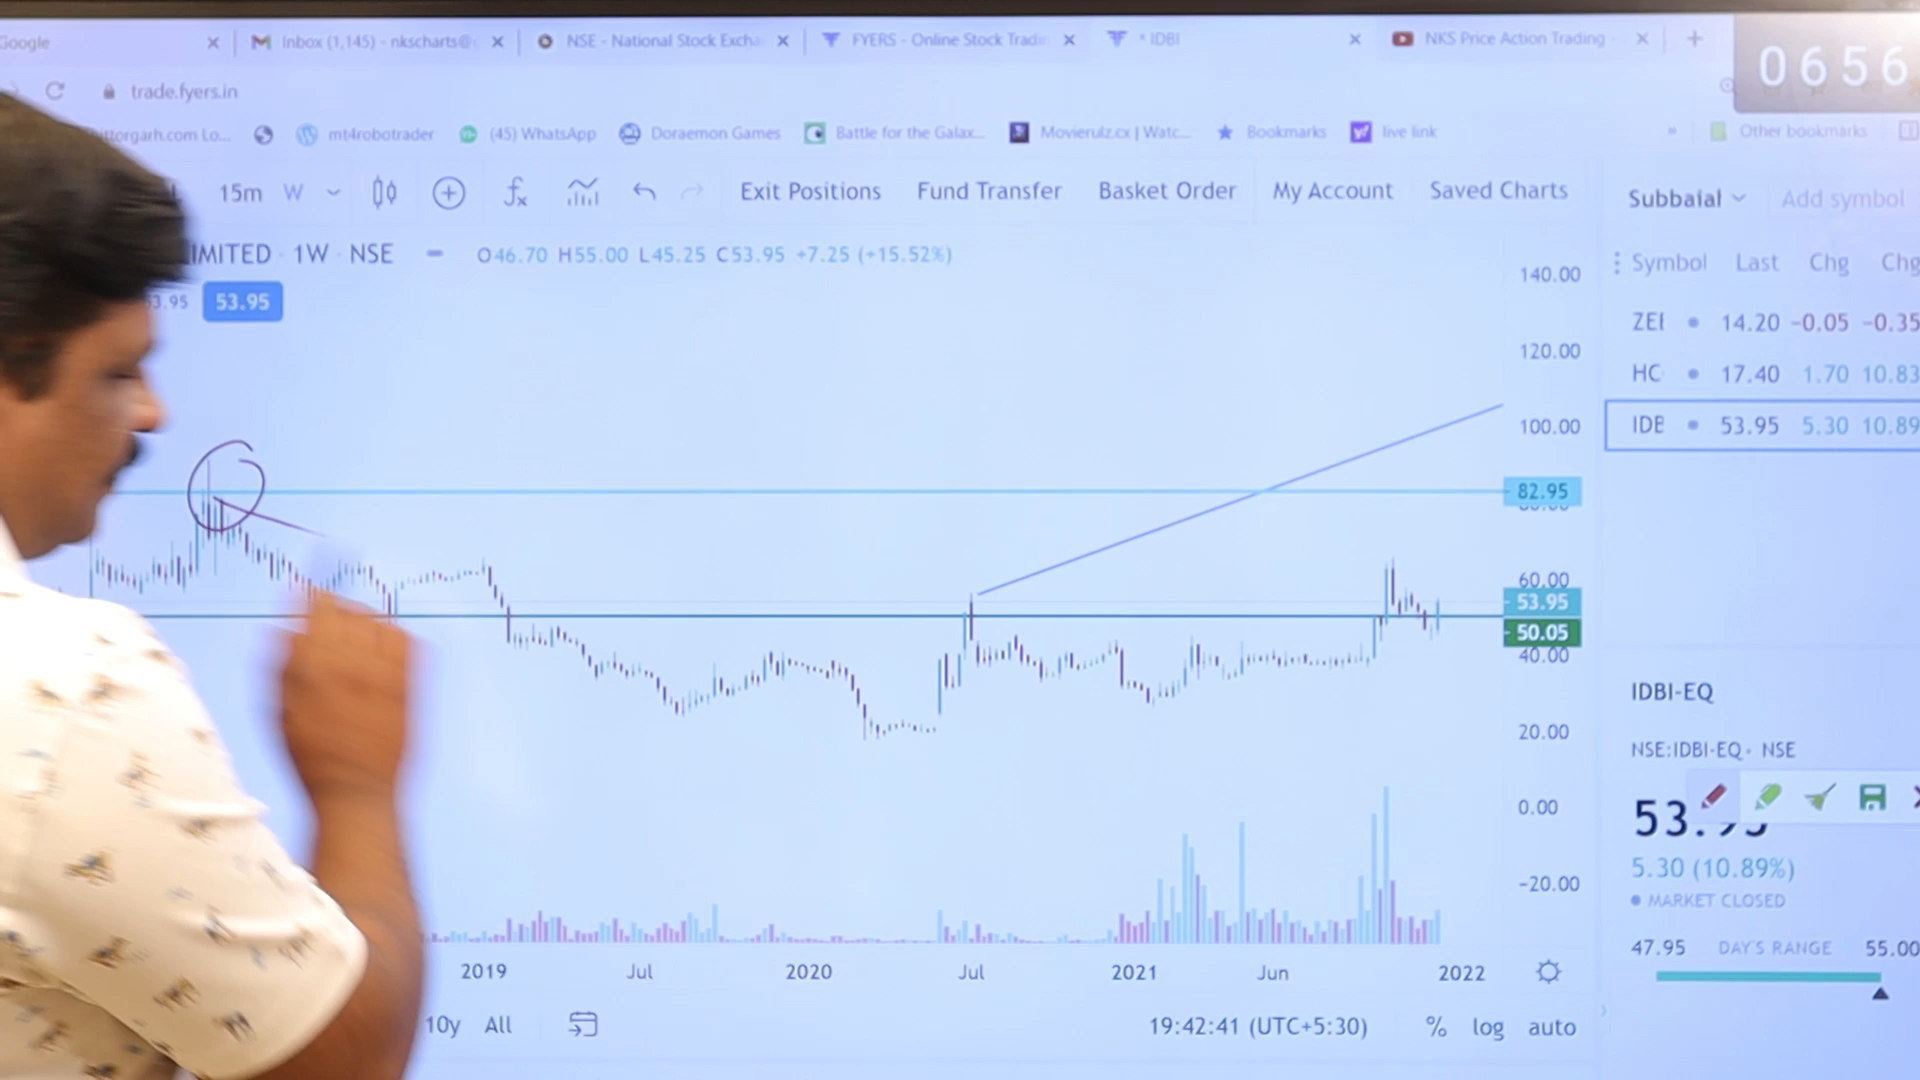 Google
Inbox (1,145) - nkscharts@
NSE - National Stock Excha
FYERS - Online Stock Tradin
* IDBI
NKS Price Action Trading
0656
trade.fyers.in
ittorgarh.com Lo...
mt4robotrader
(45) WhatsApp
Doraemon Games
Battle for the Galax...
Movierulz.cx | Watc...
Bookmarks
live link
»
Other bookmarks
15m
W
Exit Positions
Fund Transfer
Basket Order
My Account
Saved Charts
Subbaial
Add symbol
IMITED · 1W · NSE
O46.70 H55.00 L45.25 C53.95 +7.25 (+15.52%)
Symbol Last Chg Chg
53.95
53.95
140.00
120.00
100.00
82.95
60.00
53.95
50.05
40.00
20.00
0.00
-20.00
ZEE 14.20 -0.05 -0.35
HC 17.40 1.70 10.83
IDE 53.95 5.30 10.89
IDBI-EQ
NSE:IDBI-EQ · NSE
53.95
5.30 (10.89%)
MARKET CLOSED
47.95 DAY'S RANGE 55.00
2019 Jul 2020 Jul 2021 Jun 2022
10y All
19:42:41 (UTC+5:30)
% log auto